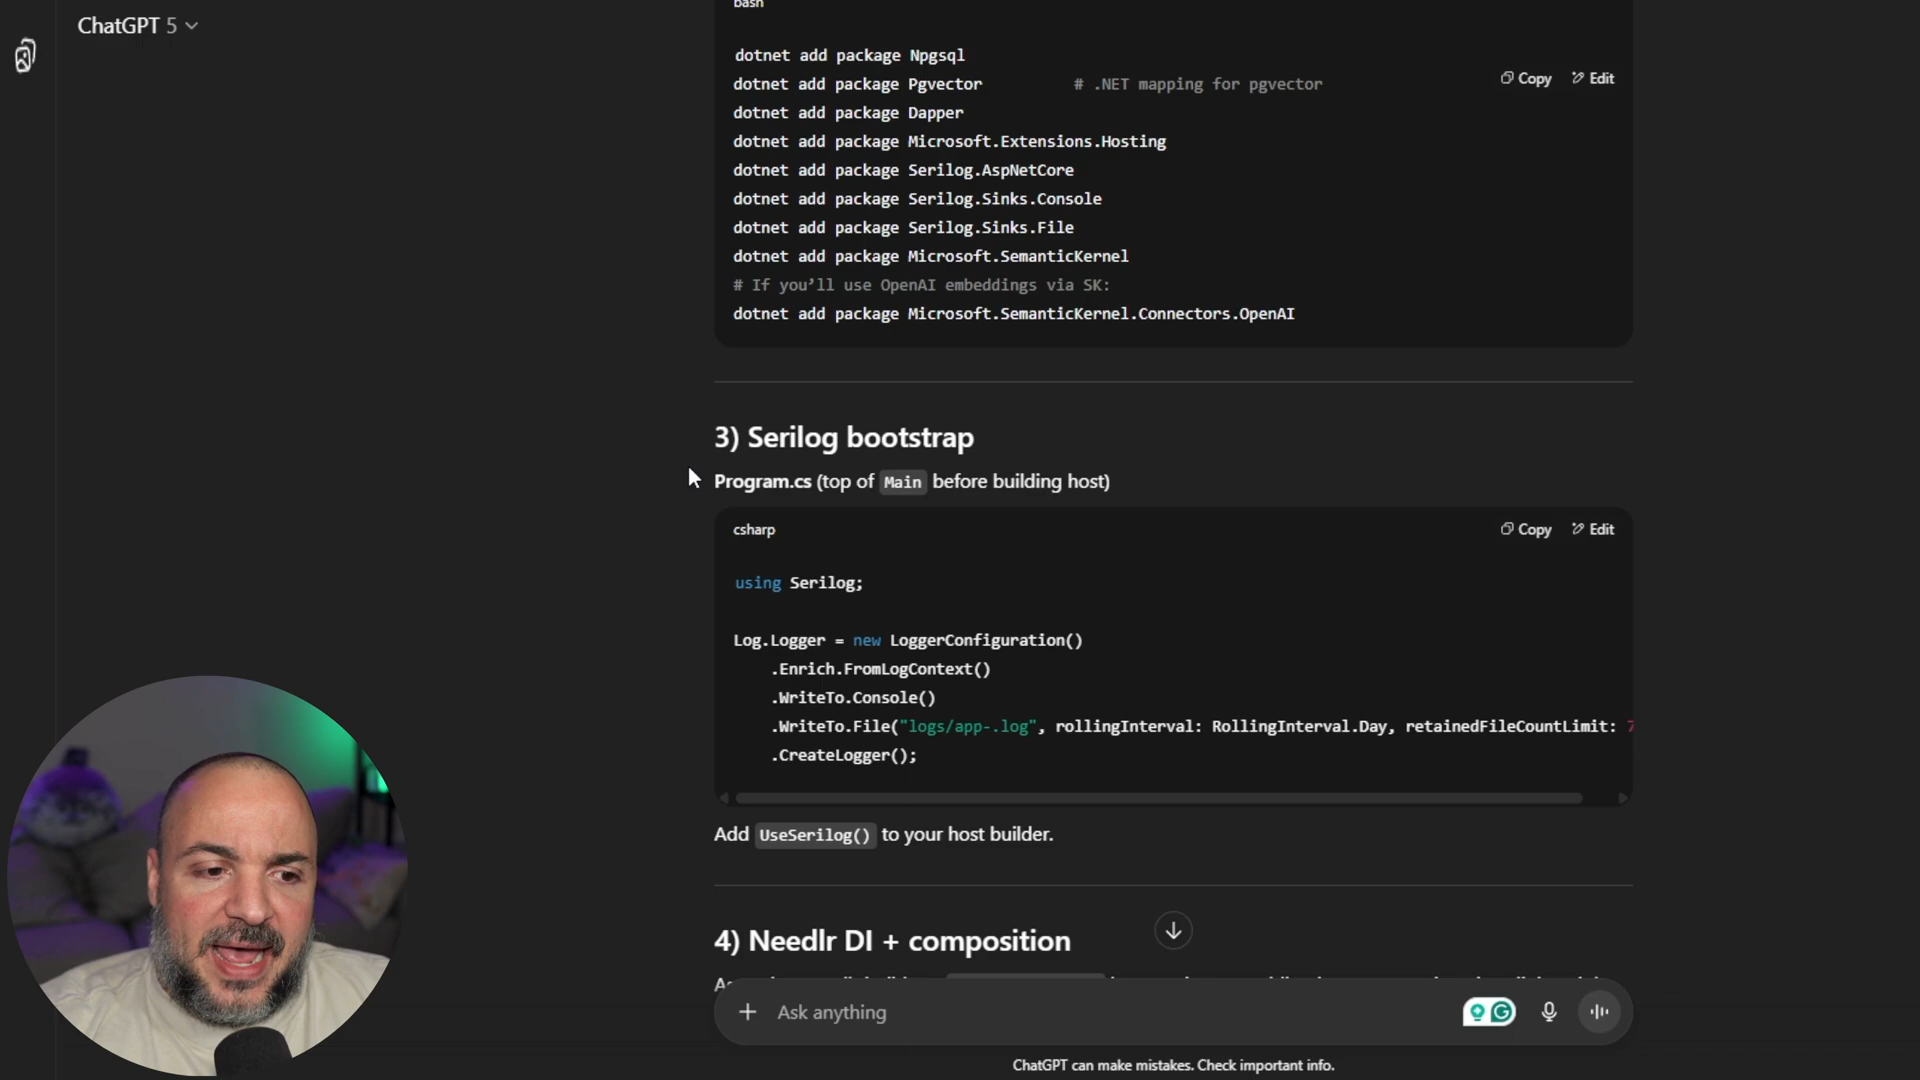 ChatGPT 5
bash
dotnet add package Npgsql
dotnet add package Pgvector # .NET mapping for pgvector
Copy Edit
dotnet add package Dapper
dotnet add package Microsoft.Extensions.Hosting
dotnet add package Serilog.AspNetCore
dotnet add package Serilog.Sinks.Console
dotnet add package Serilog.Sinks.File
dotnet add package Microsoft.SemanticKernel
# If you’ll use OpenAI embeddings via SK:
dotnet add package Microsoft.SemanticKernel.Connectors.OpenAI
3) Serilog bootstrap
Program.cs (top of Main before building host)
csharp
Copy Edit
using Serilog;
Log.Logger = new LoggerConfiguration()
.Enrich.FromLogContext()
.WriteTo.Console()
.WriteTo.File("logs/app-.log", rollingInterval: RollingInterval.Day, retainedFileCountLimit: 7
.CreateLogger();
Add UseSerilog() to your host builder.
4) Needlr DI + composition
Ask anything
ChatGPT can make mistakes. Check important info.